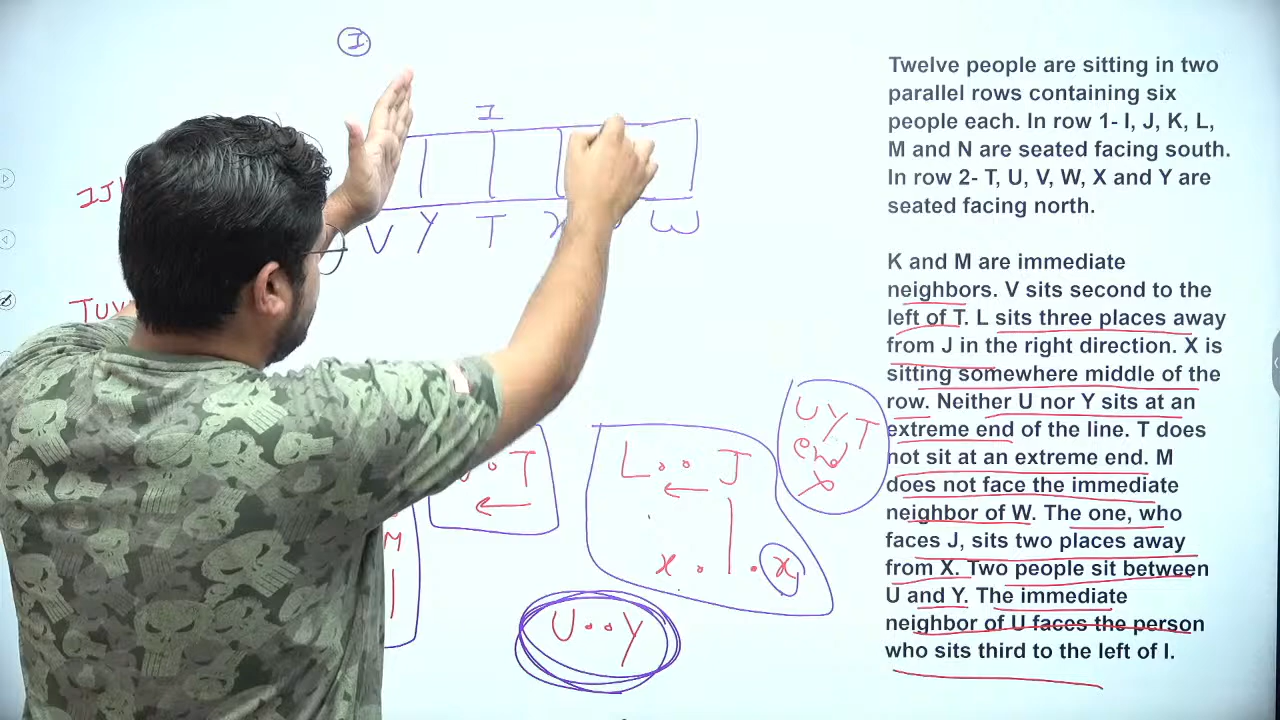 I
I
V Y T W
Twelve people are sitting in two
parallel rows containing six
people each. In row 1- I, J, K, L,
M and N are seated facing south.
In row 2- T, U, V, W, X and Y are
seated facing north.
K and M are immediate
neighbors. V sits second to the
left of T. L sits three places away
from J in the right direction. X is
sitting somewhere middle of the
row. Neither U nor Y sits at an
extreme end of the line. T does
not sit at an extreme end. M
does not face the immediate
neighbor of W. The one, who
faces J, sits two places away
from X. Two people sit between
U and Y. The immediate
neighbor of U faces the person
who sits third to the left of I.
T
M
L J
x x
U Y T
end
x
U Y